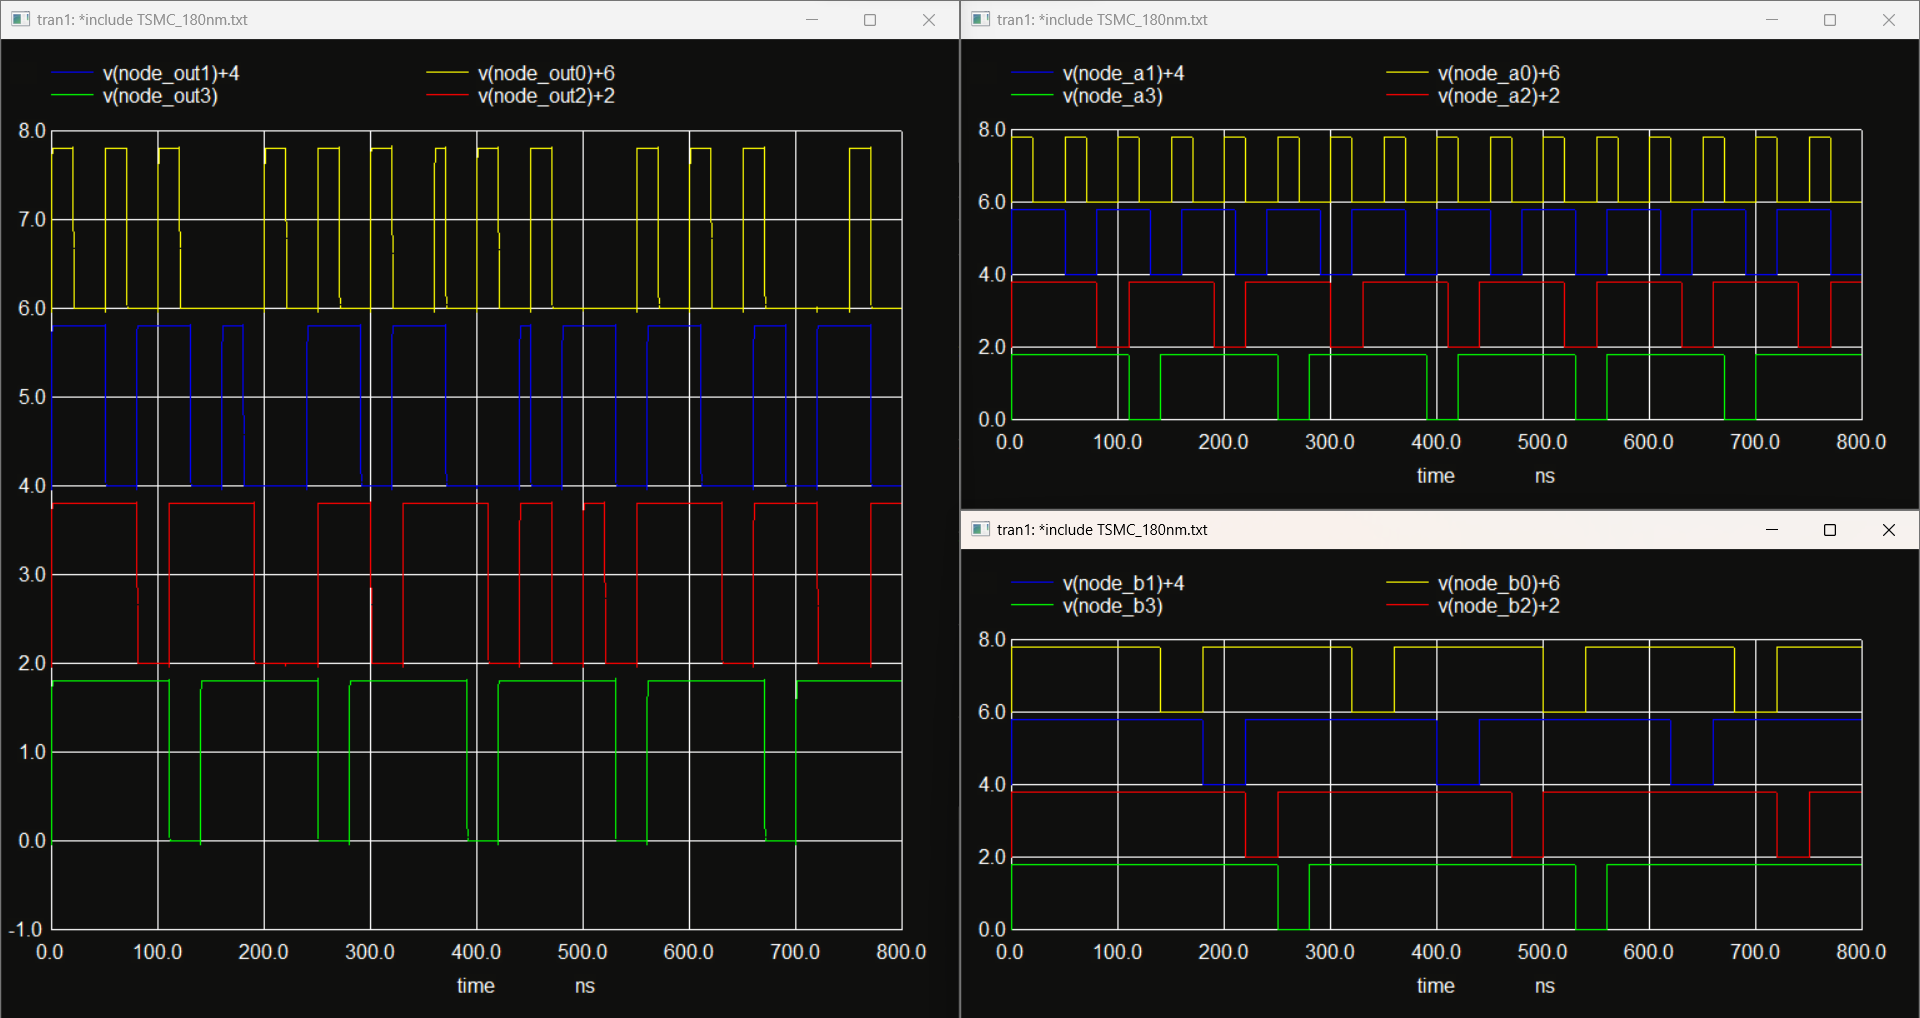 tran1: *include TSMC_180nm.txt
v(node_out1)+4 v(node_out0)+6
v(node_out3) v(node_out2)+2
8.0
7.0
6.0
5.0
4.0
3.0
2.0
1.0
0.0
-1.0
0.0 100.0 200.0 300.0 400.0 500.0 600.0 700.0 800.0
time ns
tran1: *include TSMC_180nm.txt
v(node_a1)+4 v(node_a0)+6
v(node_a3) v(node_a2)+2
8.0
6.0
4.0
2.0
0.0
0.0 100.0 200.0 300.0 400.0 500.0 600.0 700.0 800.0
time ns
tran1: *include TSMC_180nm.txt
v(node_b1)+4 v(node_b0)+6
v(node_b3) v(node_b2)+2
8.0
6.0
4.0
2.0
0.0
0.0 100.0 200.0 300.0 400.0 500.0 600.0 700.0 800.0
time ns